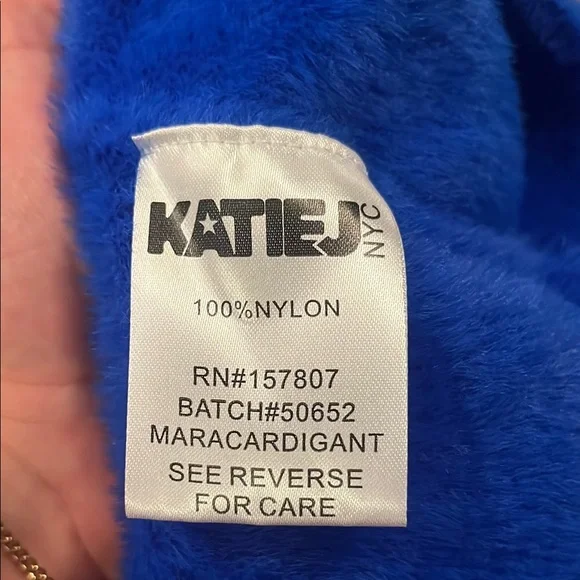 KATIEJ NYC
100%NYLON
RN#157807
BATCH#50652
MARACARDIGANT
SEE REVERSE
FOR CARE